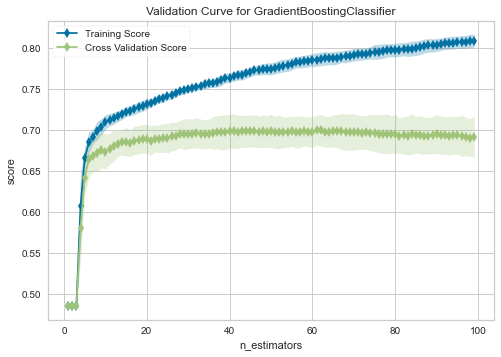 Validation Curve for GradientBoostingClassifier
Training Score
Cross Validation Score
0.80
0.75
0.70
0.65
0.60
0.55
0.50
score
0 20 40 60 80 100
n_estimators